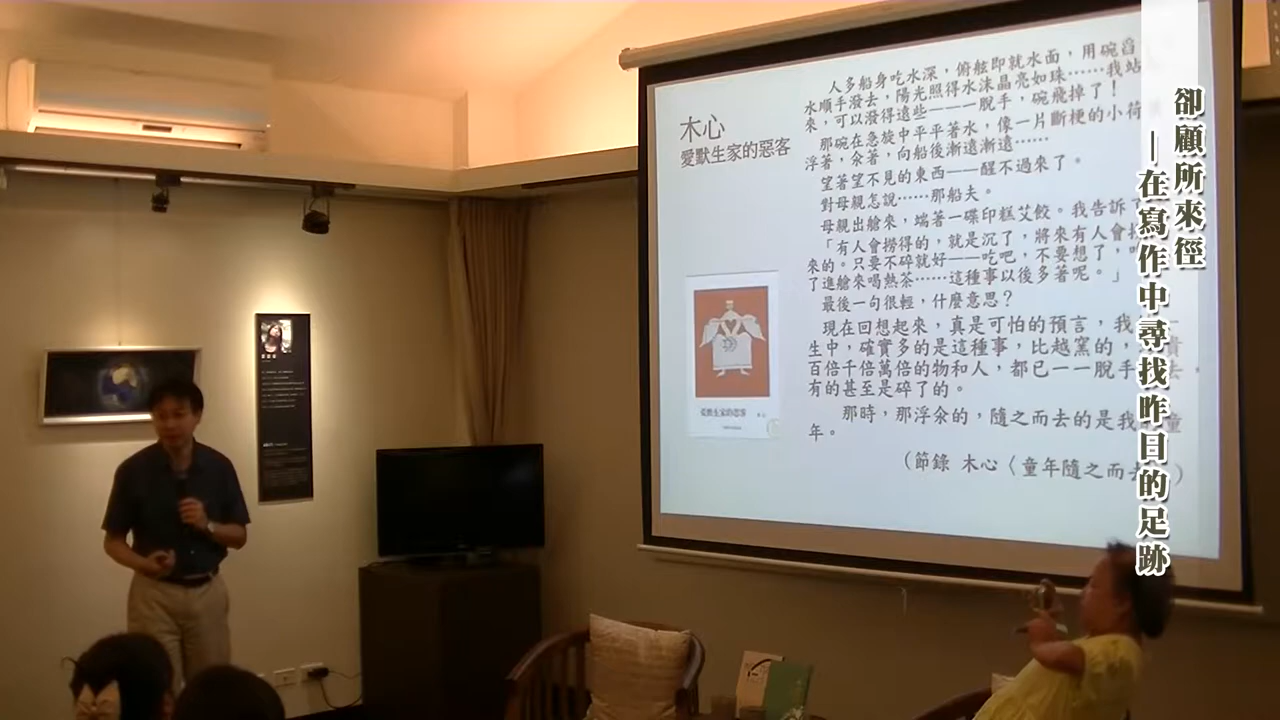 木心
愛默生家的惡客
人多船身吃水深，俯舷即就水面，用碗舀
水順手潑去，陽光照得水沫晶亮如珠……我站
來，可以潑得遠些———脫手，碗飛掉了！
那碗在急旋中平平著水，像一片斷梗的小荷
浮著，氽著，向船後漸遠漸遠……
望著望不見的東西——醒不過來了。
對母親怎說……那船夫。
母親出艙來，端著一碟印糕艾餃。我告訴了
「有人會撈得的，就是沉了，將來有人會
來的。只要不碎就好——吃吧，不要想了，
了進艙來喝熱茶……這種事以後多著呢。」
最後一句很輕，什麼意思？
現在回想起來，真是可怕的預言，我
生中，確實多的是這種事，比越窯的，
百倍千倍萬倍的物和人，都已一一脫手 去，
有的甚至是碎了的。
那時，那浮氽的，隨之而去的是我 童
年。
（節錄 木心〈童年隨之而去 ）
愛默生家的惡客
卻顧所來徑
—在寫作中尋找昨日的足跡